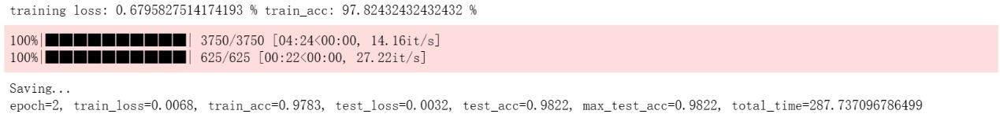 training loss: 0.6795827514174193 % train_acc: 97.82432432432432 %
100%|██████████| 3750/3750 [04:24<00:00, 14.16it/s]
100%|██████████| 625/625 [00:22<00:00, 27.22it/s]
Saving...
epoch=2, train_loss=0.0068, train_acc=0.9783, test_loss=0.0032, test_acc=0.9822, max_test_acc=0.9822, total_time=287.737096786499